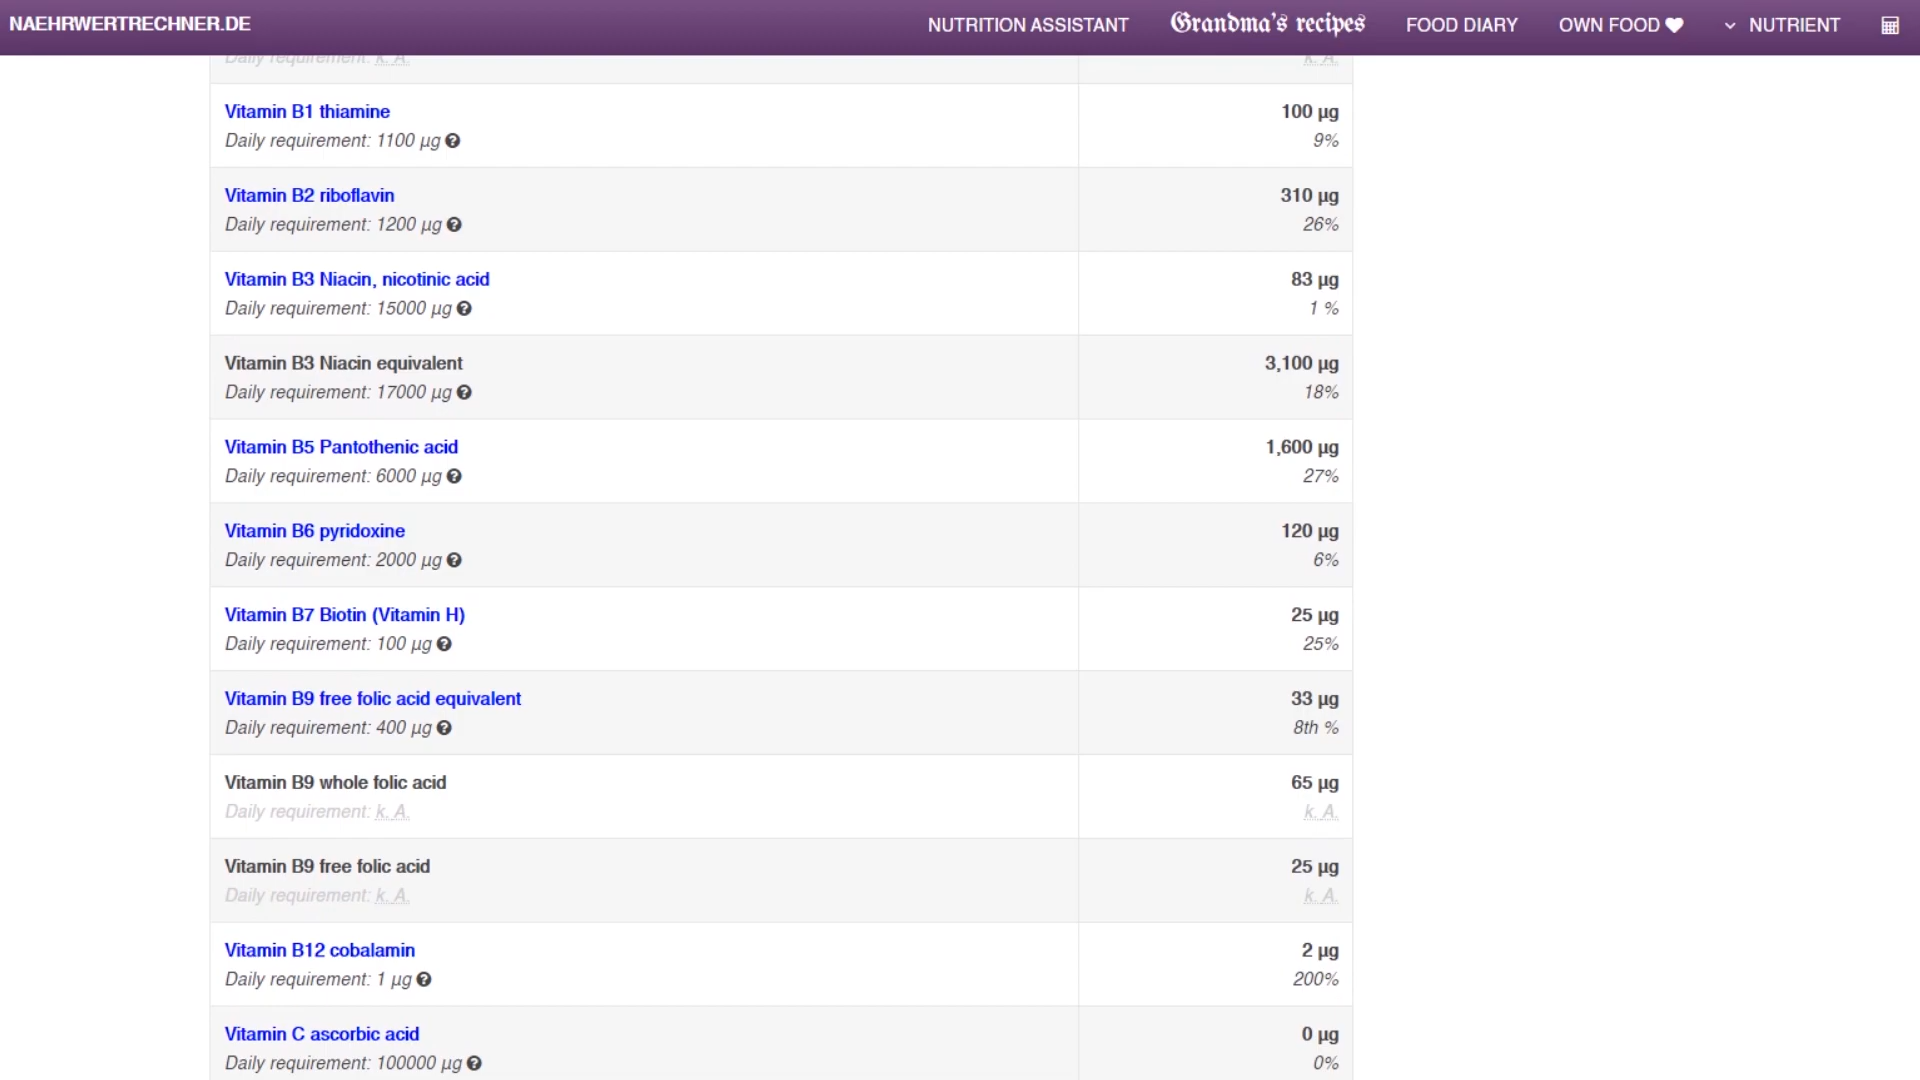 NAEHRWERTRECHNER.DE
NUTRITION ASSISTANT
Grandma's recipes
FOOD DIARY
OWN FOOD
NUTRIENT
Daily requirement: k. A.
k. A.
Vitamin B1 thiamine
100 µg
Daily requirement: 1100 µg
9%
Vitamin B2 riboflavin
310 µg
Daily requirement: 1200 µg
26%
Vitamin B3 Niacin, nicotinic acid
83 µg
Daily requirement: 15000 µg
1 %
Vitamin B3 Niacin equivalent
3,100 µg
Daily requirement: 17000 µg
18%
Vitamin B5 Pantothenic acid
1,600 µg
Daily requirement: 6000 µg
27%
Vitamin B6 pyridoxine
120 µg
Daily requirement: 2000 µg
6%
Vitamin B7 Biotin (Vitamin H)
25 µg
Daily requirement: 100 µg
25%
Vitamin B9 free folic acid equivalent
33 µg
Daily requirement: 400 µg
8th %
Vitamin B9 whole folic acid
65 µg
Daily requirement: k. A.
k. A.
Vitamin B9 free folic acid
25 µg
Daily requirement: k. A.
k. A.
Vitamin B12 cobalamin
2 µg
Daily requirement: 1 µg
200%
Vitamin C ascorbic acid
0 µg
Daily requirement: 100000 µg
0%